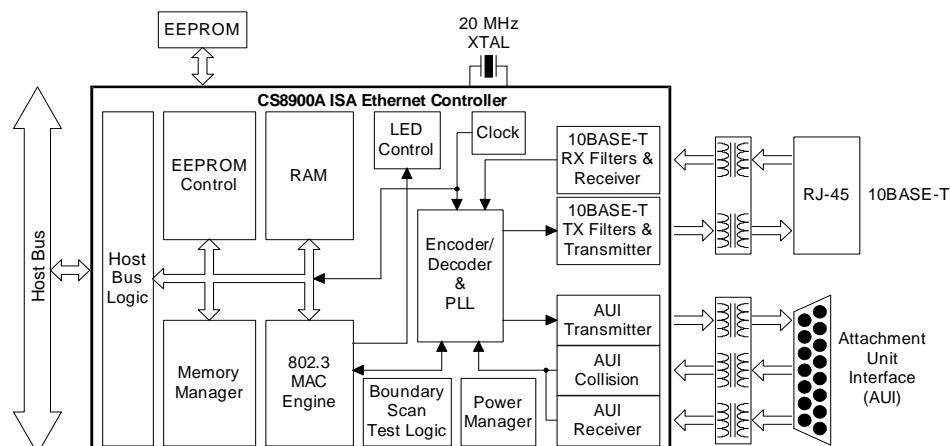 EEPROM
20 MHz
XTAL
CS8900A ISA Ethernet Controller
Host Bus
Host
Bus
Logic
EEPROM
Control
RAM
LED
Control
Clock
10BASE-T
RX Filters &
Receiver
10BASE-T
TX Filters &
Transmitter
Encoder/
Decoder
&
PLL
Memory
Manager
802.3
MAC
Engine
Boundary
Scan
Test Logic
Power
Manager
AUI
Transmitter
AUI
Collision
AUI
Receiver
RJ-45
10BASE-T
Attachment
Unit
Interface
(AUI)